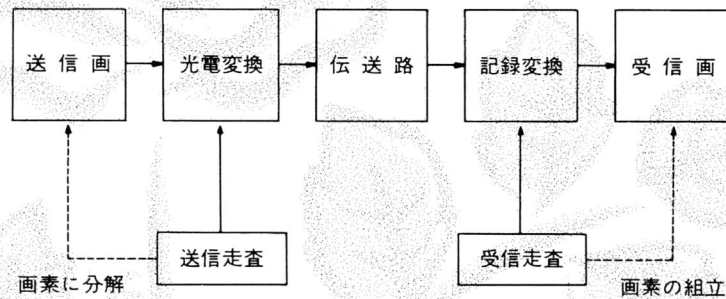 送信画
光電変換
伝送路
記録変換
受信画
送信走査
受信走査
画素に分解
画素の組立